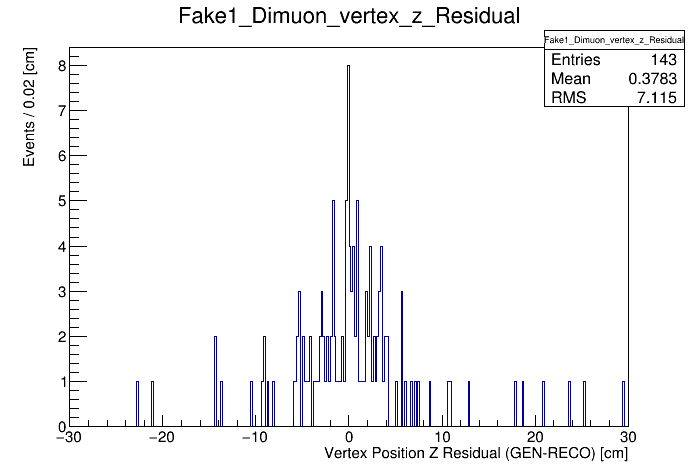 Fake1_Dimuon_vertex_z_Residual
Fake1_Dimuon_vertex_z_Residual
Entries 143
Mean 0.3783
RMS 7.115
Events / 0.02 [cm]
8
7
6
5
4
3
2
1
0
−30 −20 −10 0 10 20 30
Vertex Position Z Residual (GEN-RECO) [cm]